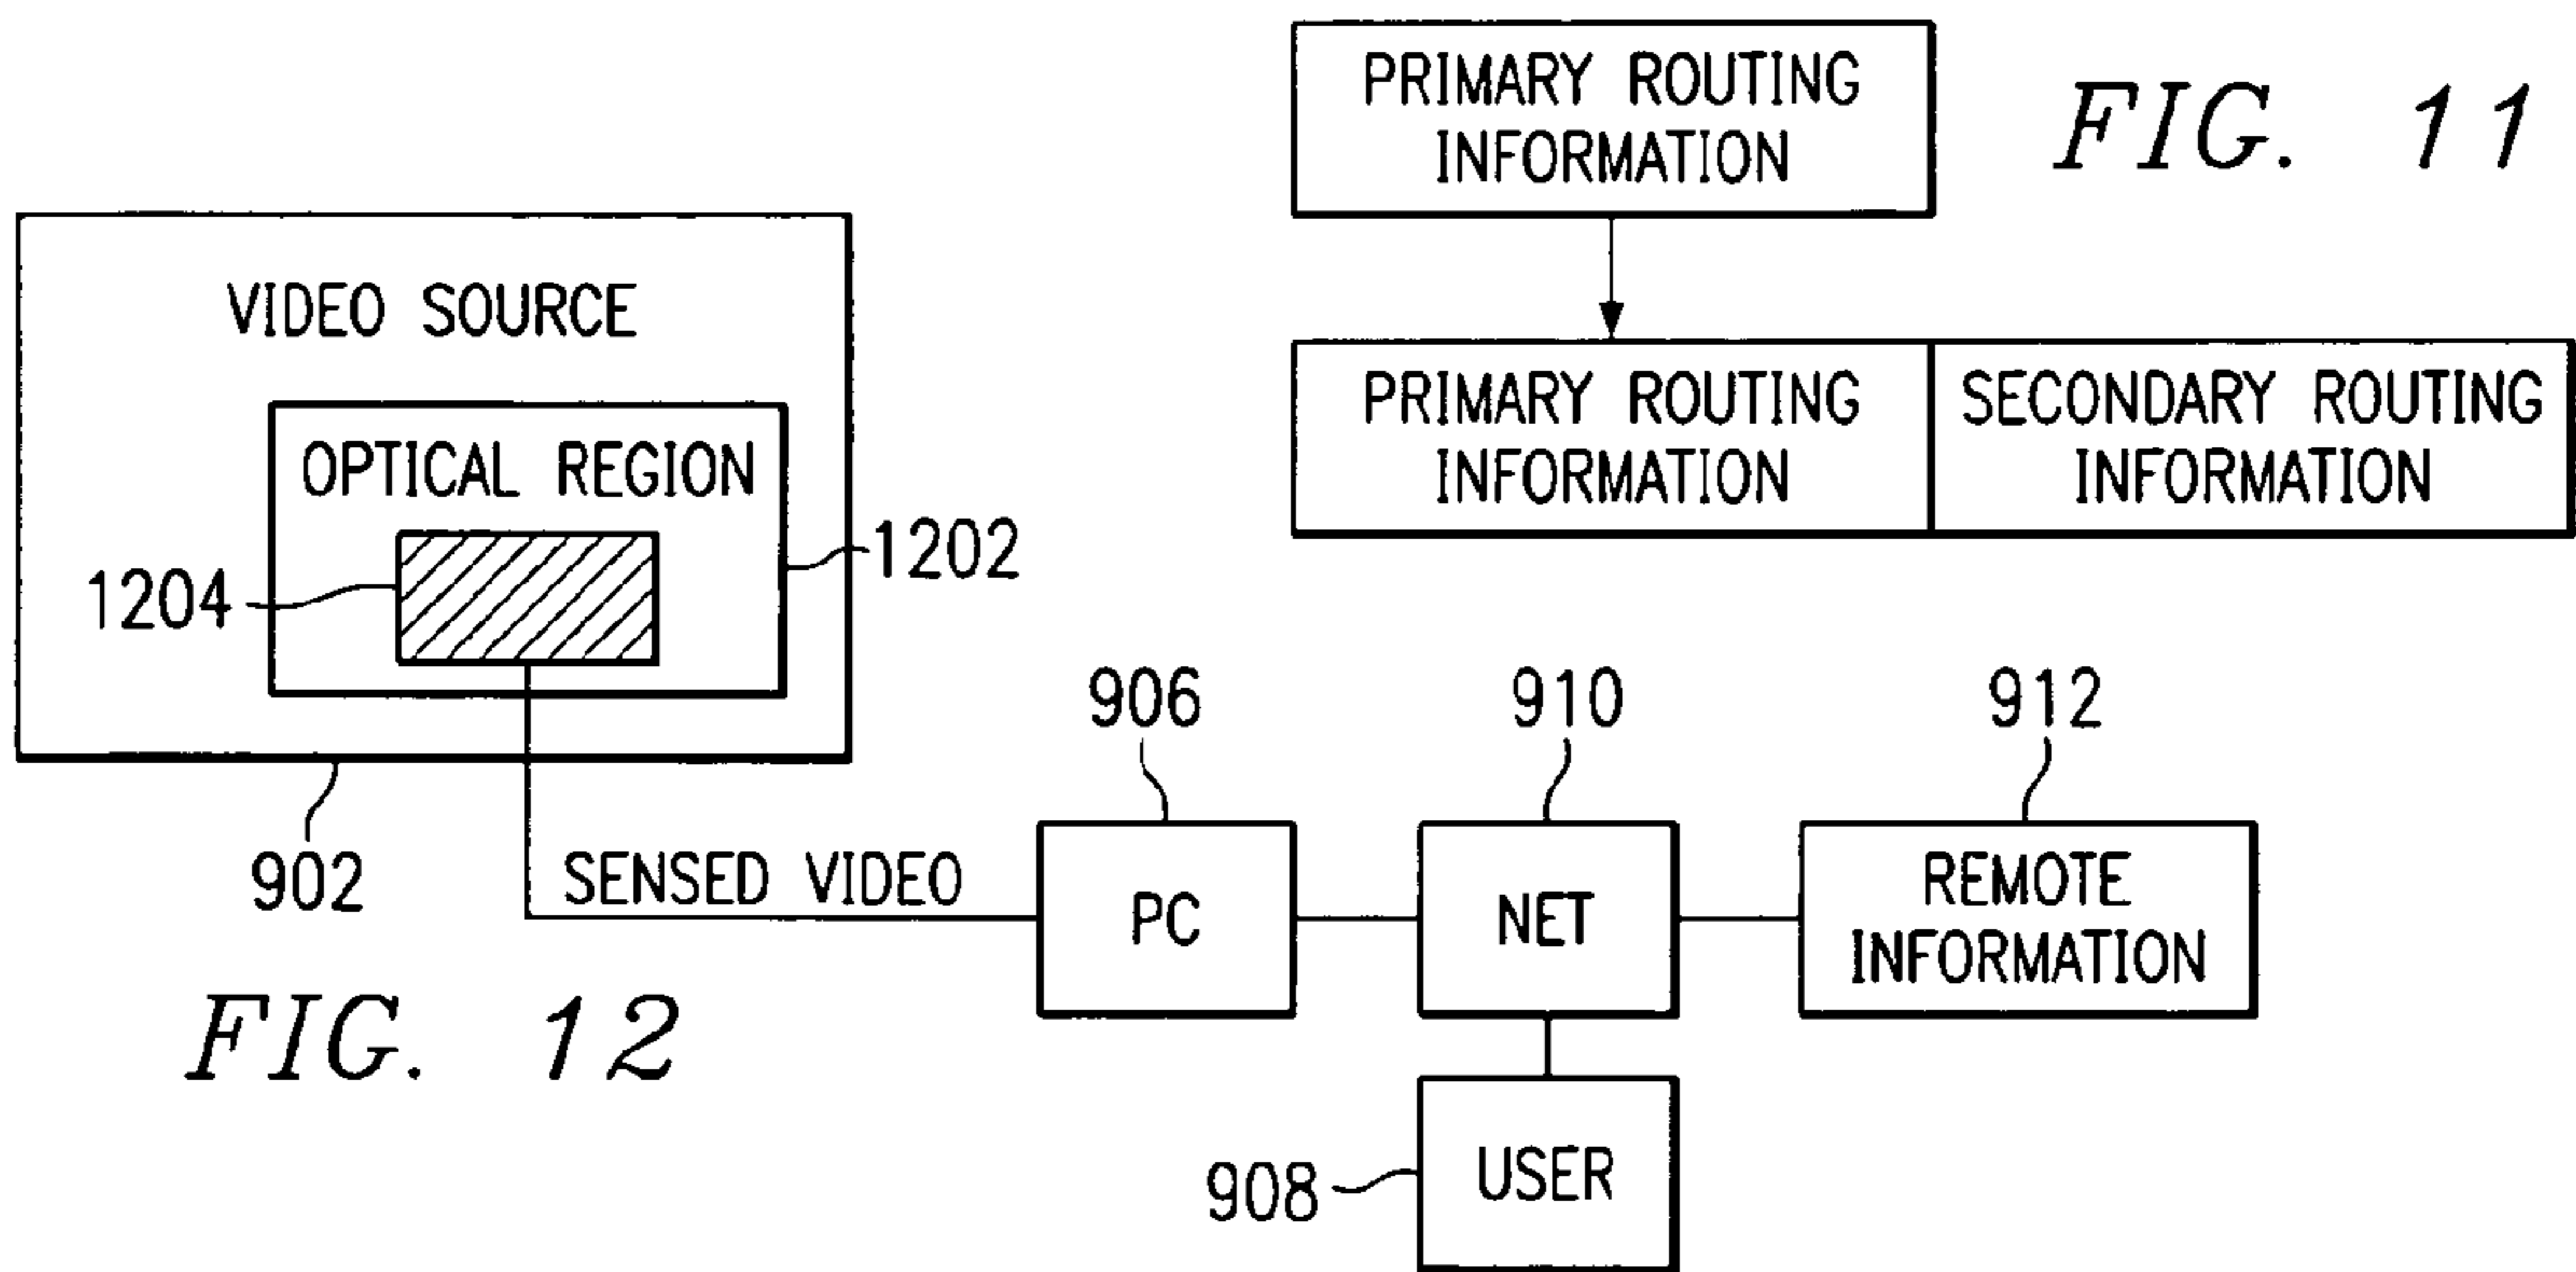 PRIMARY ROUTING
INFORMATION
FIG. 11
PRIMARY ROUTING
INFORMATION
SECONDARY ROUTING
INFORMATION
VIDEO SOURCE
OPTICAL REGION
1202
1204
902
SENSED VIDEO
906
PC
910
NET
912
REMOTE
INFORMATION
908
USER
FIG. 12